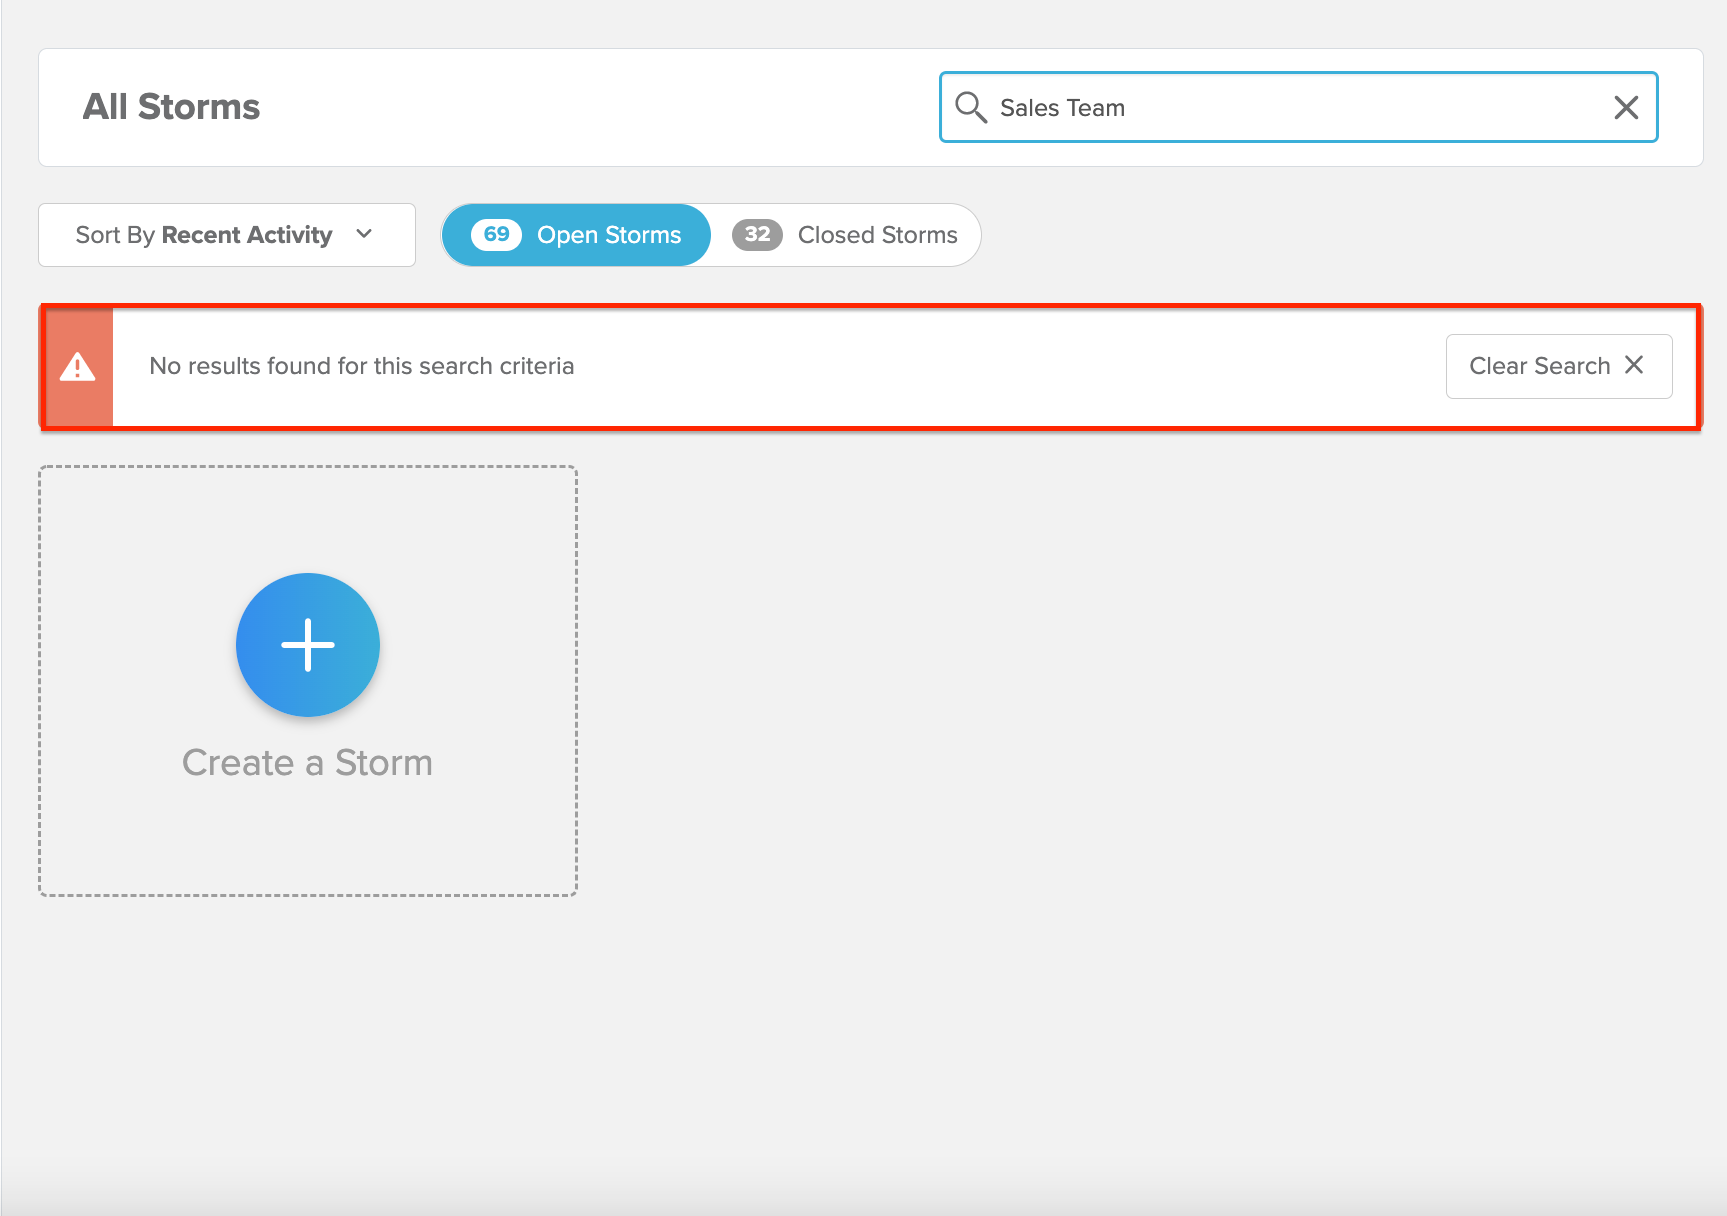 All Storms
Sales Team
Sort By Recent Activity
69 Open Storms
32 Closed Storms
No results found for this search criteria
Clear Search
Create a Storm